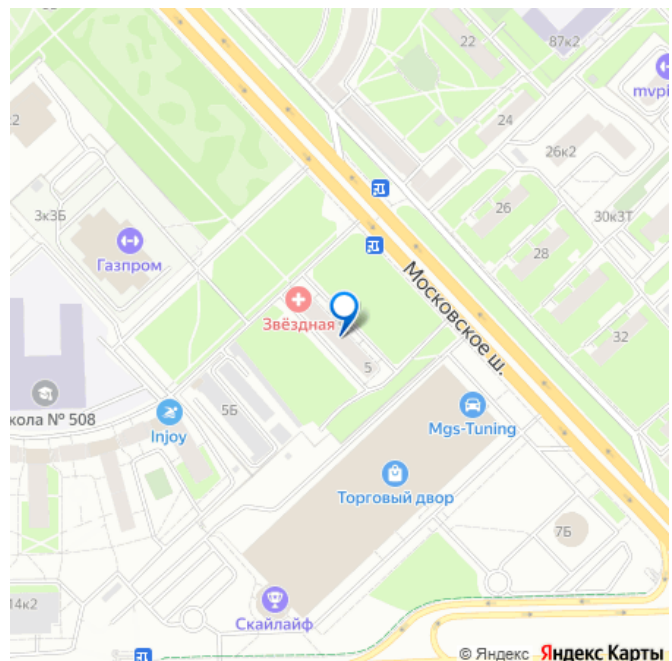 22
87к2
mvpi
24
26к2
3к3Б
26
30к3Т
Газпром
28
Московское ш.
Звёздная
32
5
5Б
кола № 508
Injoy
Mgs-Tuning
Торговый двор
7Б
14к2
Скайлайф
© Яндекс Яндекс Карты